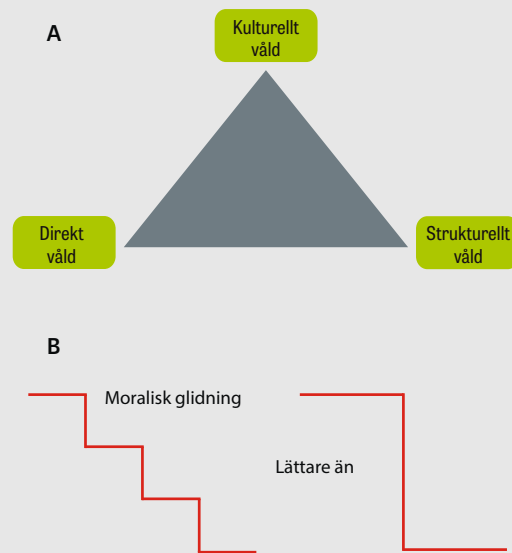 A
Kulturellt
våld
Direkt
våld
Strukturellt
våld
B
Moralisk glidning
Lättare än